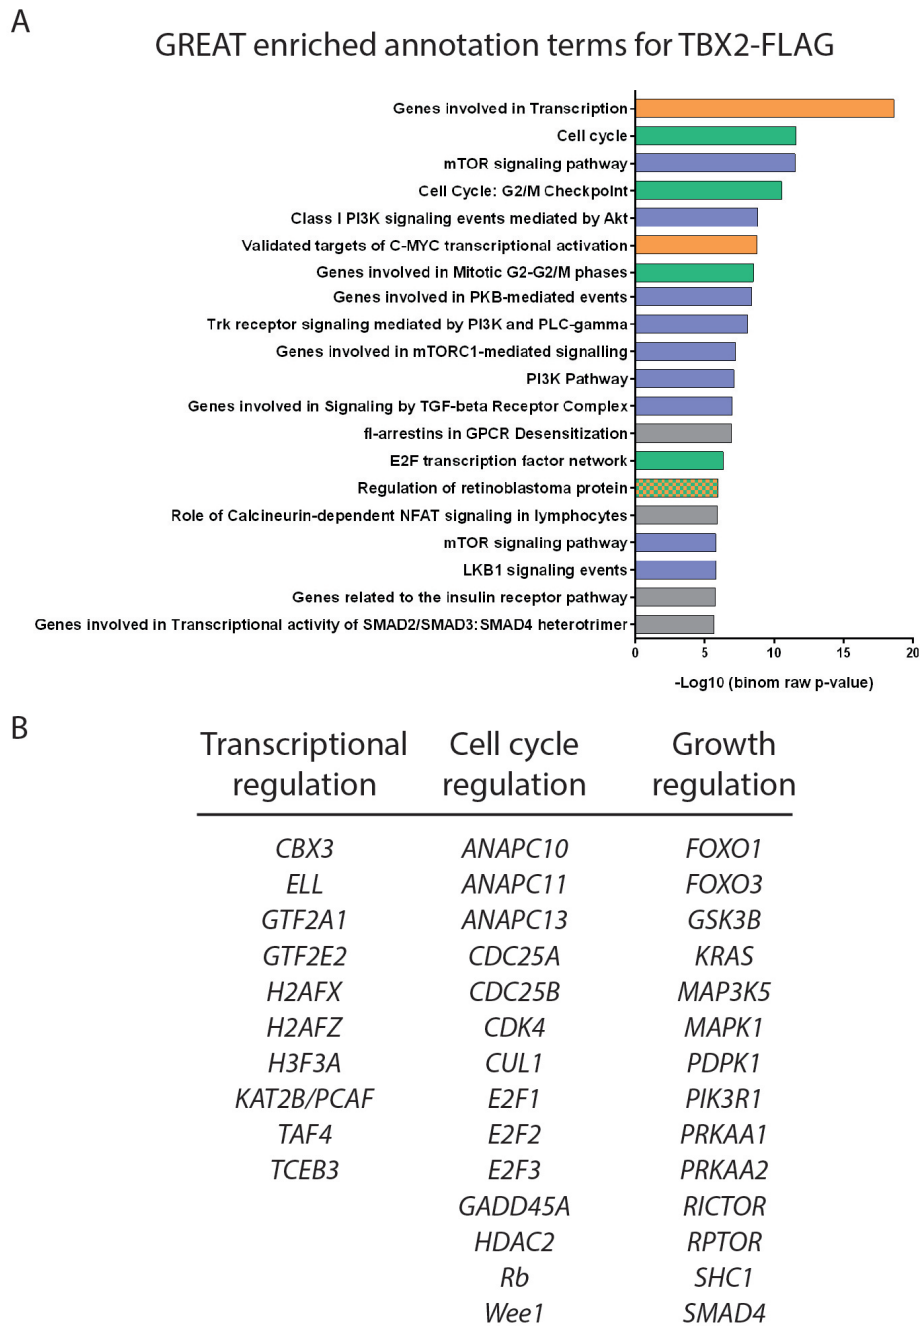 A
GREAT enriched annotation terms for TBX2-FLAG
Genes involved in Transcription
Cell cycle
mTOR signaling pathway
Cell Cycle: G2/M Checkpoint
Class I PI3K signaling events mediated by Akt
Validated targets of C-MYC transcriptional activation
Genes involved in Mitotic G2-G2/M phases
Genes involved in PKB-mediated events
Trk receptor signaling mediated by PI3K and PLC-gamma
Genes involved in mTORC1-mediated signalling
PI3K Pathway
Genes involved in Signaling by TGF-beta Receptor Complex
fl-arrestins in GPCR Desensitization
E2F transcription factor network
Regulation of retinoblastoma protein
Role of Calcineurin-dependent NFAT signaling in lymphocytes
mTOR signaling pathway
LKB1 signaling events
Genes related to the insulin receptor pathway
Genes involved in Transcriptional activity of SMAD2/SMAD3:SMAD4 heterotrimer
0 5 10 15 20
-Log10 (binom raw p-value)
B
Transcriptional Cell cycle Growth
regulation regulation regulation
CBX3 ANAPC10 FOXO1
ELL ANAPC11 FOXO3
GTF2A1 ANAPC13 GSK3B
GTF2E2 CDC25A KRAS
H2AFX CDC25B MAP3K5
H2AFZ CDK4 MAPK1
H3F3A CUL1 PDPK1
KAT2B/PCAF E2F1 PIK3R1
TAF4 E2F2 PRKAA1
TCEB3 E2F3 PRKAA2
GADD45A RICTOR
HDAC2 RPTOR
Rb SHC1
Wee1 SMAD4